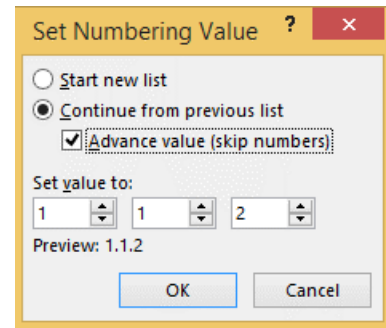 Set Numbering Value ? ×
Start new list
Continue from previous list
Advance value (skip numbers)
Set value to:
1 1 2
Preview: 1.1.2
OK Cancel